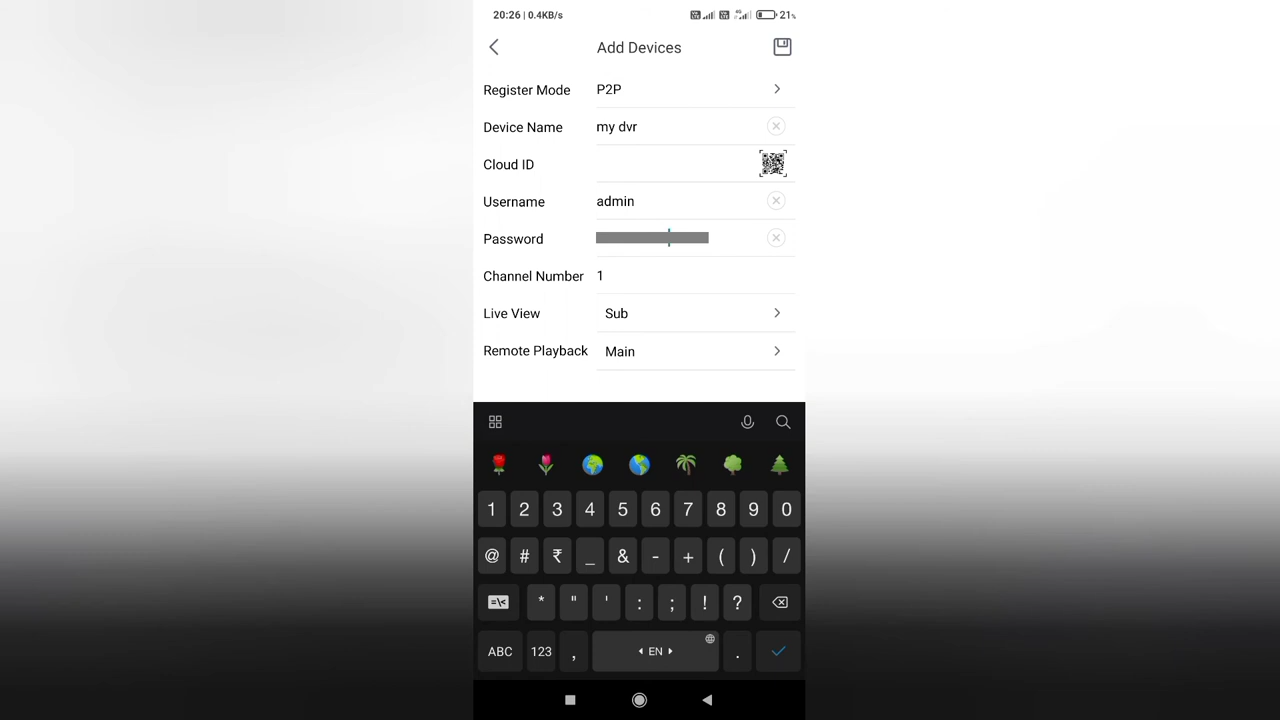 20:26 | 0.4KB/s 21%
Add Devices
Register Mode P2P
Device Name my dvr
Cloud ID
Username admin
Password
Channel Number 1
Live View Sub
Remote Playback Main
1 2 3 4 5 6 7 8 9 0
@ # ₹ _ & - + ( ) /
=\< * " ' : ; ! ?
ABC 123 , EN .